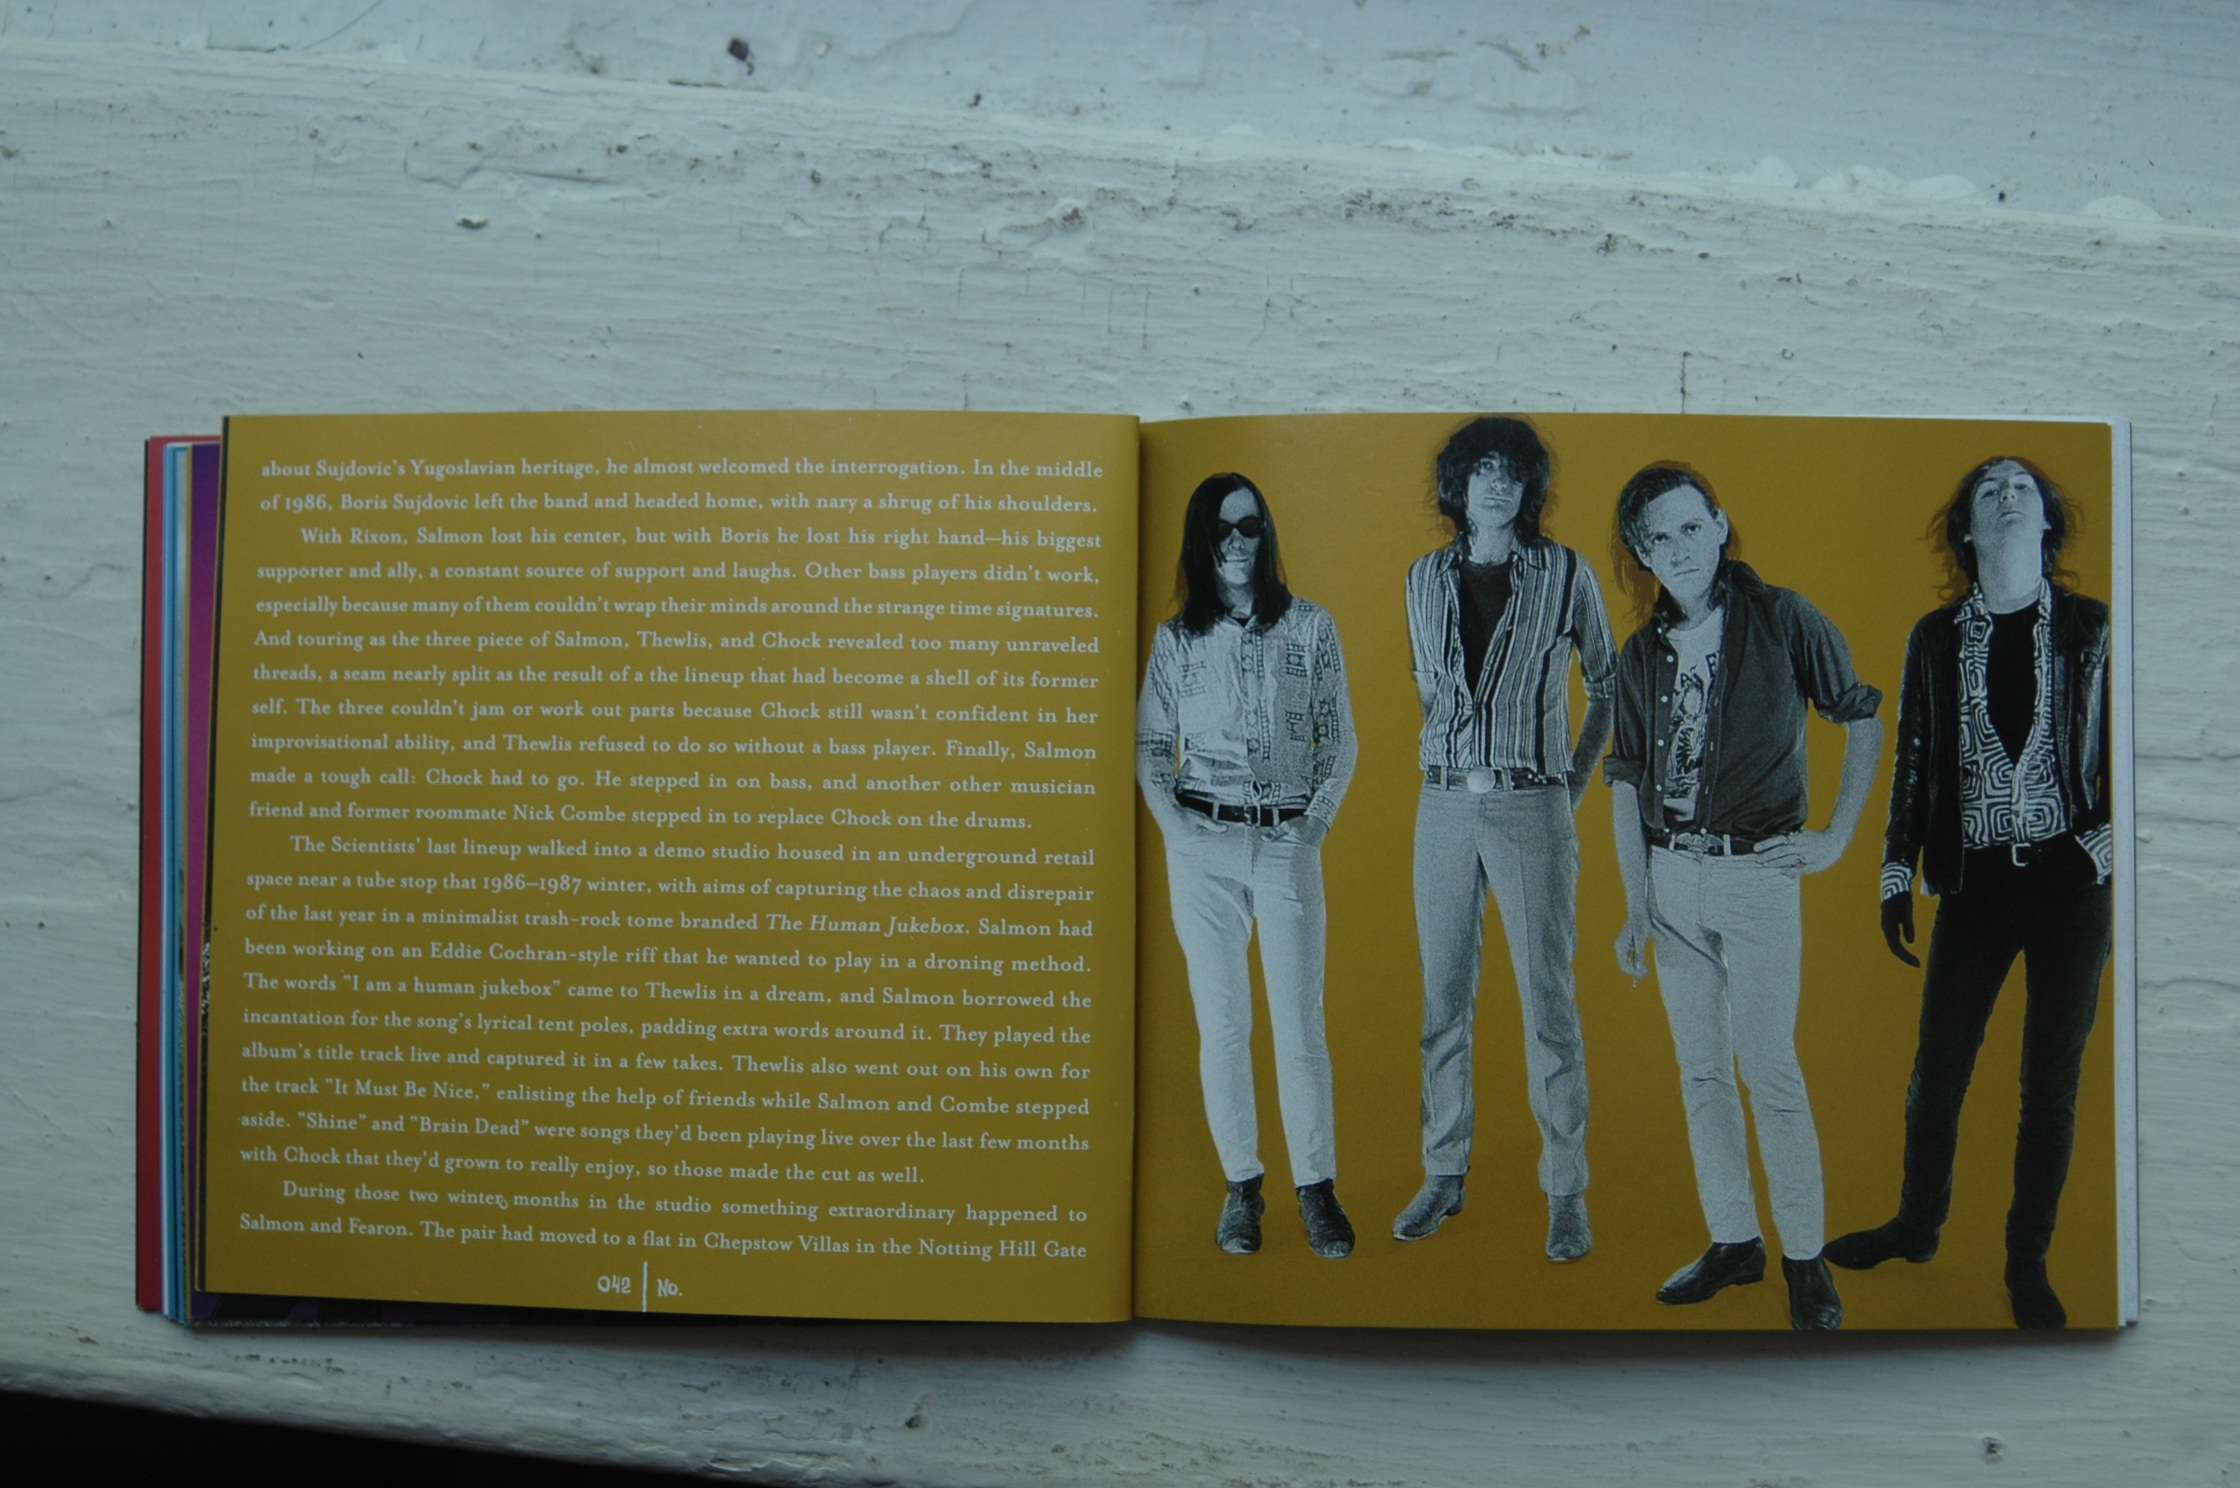 about Sujdovic's Yugoslavian heritage, he almost welcomed the interrogation. In the middle
of 1986, Boris Sujdovic left the band and headed home, with nary a shrug of his shoulders.
With Rixon, Salmon lost his center, but with Boris he lost his right hand—his biggest
supporter and ally, a constant source of support and laughs. Other bass players didn't work,
especially because many of them couldn't wrap their minds around the strange time signatures.
And touring as the three piece of Salmon, Thewlis, and Chock revealed too many unraveled
threads, a seam nearly split as the result of a the lineup that had become a shell of its former
self. The three couldn't jam or work out parts because Chock still wasn't confident in her
improvisational ability, and Thewlis refused to do so without a bass player. Finally, Salmon
made a tough call: Chock had to go. He stepped in on bass, and another other musician
friend and former roommate Nick Combe stepped in to replace Chock on the drums.
The Scientists' last lineup walked into a demo studio housed in an underground retail
space near a tube stop that 1986–1987 winter, with aims of capturing the chaos and disrepair
of the last year in a minimalist trash-rock tome branded The Human Jukebox. Salmon had
been working on an Eddie Cochran-style riff that he wanted to play in a droning method.
The words "I am a human jukebox" came to Thewlis in a dream, and Salmon borrowed the
incantation for the song's lyrical tent poles, padding extra words around it. They played the
album's title track live and captured it in a few takes. Thewlis also went out on his own for
the track "It Must Be Nice," enlisting the help of friends while Salmon and Combe stepped
aside. "Shine" and "Brain Dead" were songs they'd been playing live over the last few months
with Chock that they'd grown to really enjoy, so those made the cut as well.
During those two winter months in the studio something extraordinary happened to
Salmon and Fearon. The pair had moved to a flat in Chepstow Villas in the Notting Hill Gate
042 | No.